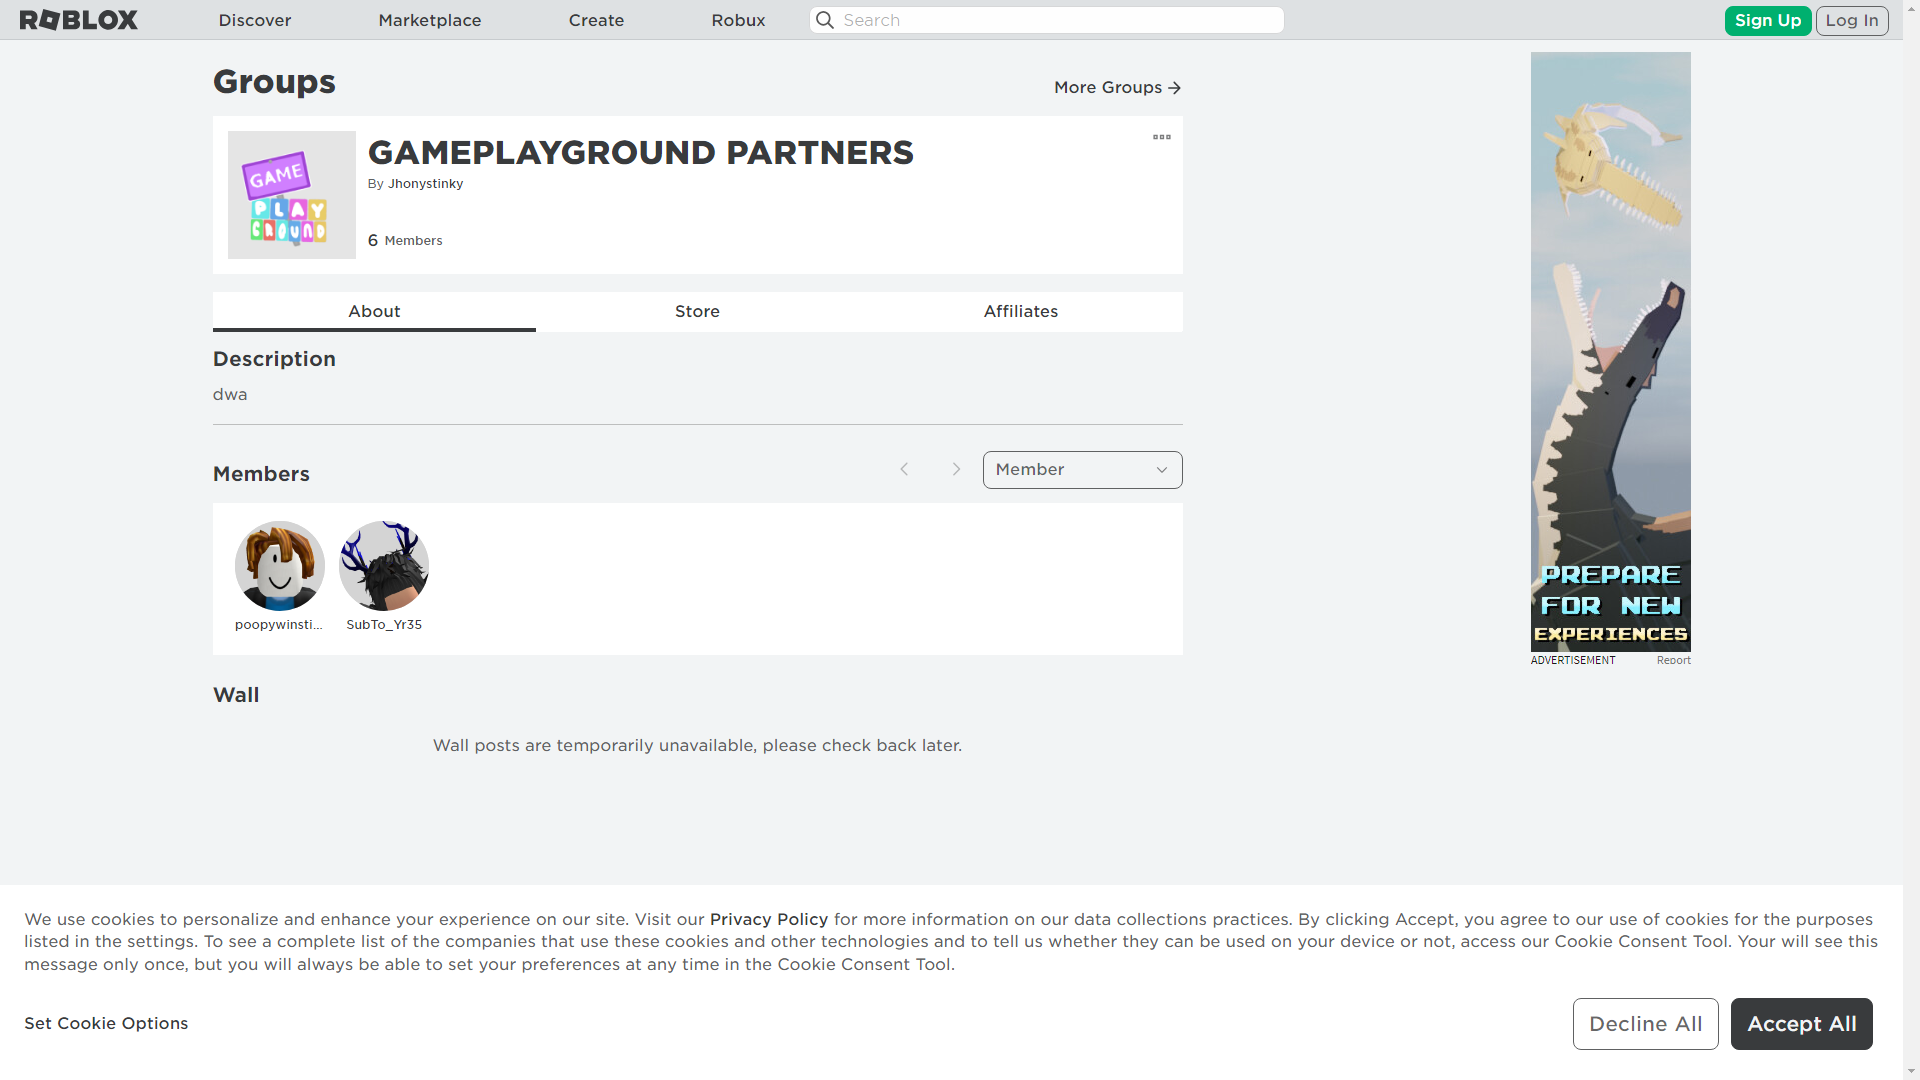 ROBLOX
Discover
Marketplace
Create
Robux
Search
Sign Up
Log In
Groups
More Groups
GAME
PLAY
GROUND
GAMEPLAYGROUND PARTNERS
By Jhonystinky
6 Members
About
Store
Affiliates
Description
dwa
Members
Member
poopywinsti...
SubTo_Yr35
Wall
Wall posts are temporarily unavailable, please check back later.
PREPARE
FOR NEW
EXPERIENCES
ADVERTISEMENT
Report
We use cookies to personalize and enhance your experience on our site. Visit our Privacy Policy for more information on our data collections practices. By clicking Accept, you agree to our use of cookies for the purposes
listed in the settings. To see a complete list of the companies that use these cookies and other technologies and to tell us whether they can be used on your device or not, access our Cookie Consent Tool. Your will see this
message only once, but you will always be able to set your preferences at any time in the Cookie Consent Tool.
Set Cookie Options
Decline All
Accept All